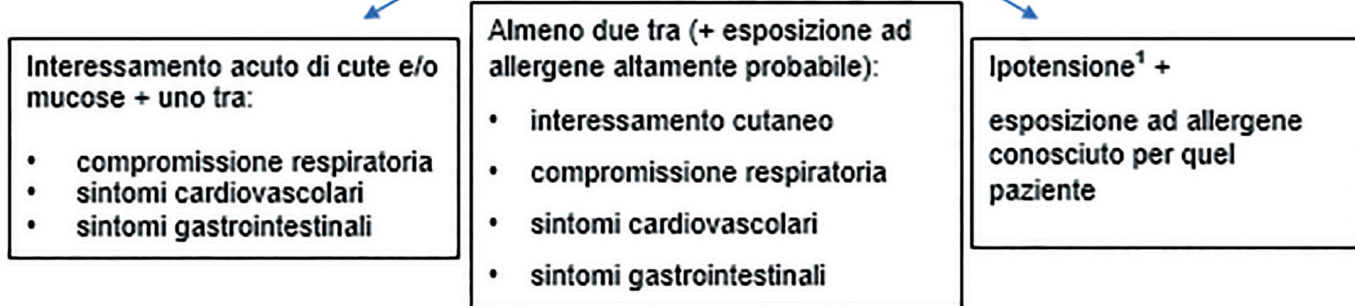 Interessamento acuto di cute e/o
mucose + uno tra:
• compromissione respiratoria
• sintomi cardiovascolari
• sintomi gastrointestinali
Almeno due tra (+ esposizione ad
allergene altamente probabile):
• interessamento cutaneo
• compromissione respiratoria
• sintomi cardiovascolari
• sintomi gastrointestinali
Ipotensione¹ +
esposizione ad allergene
conosciuto per quel
paziente